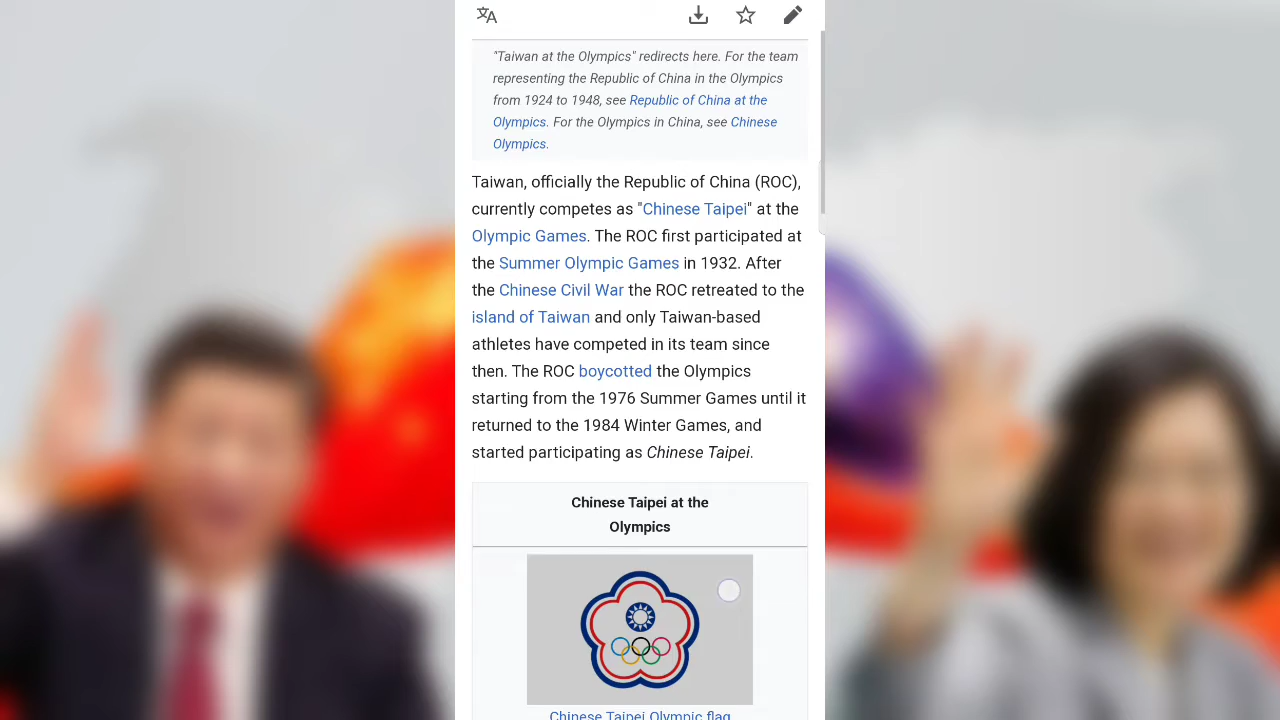 "Taiwan at the Olympics" redirects here. For the team
representing the Republic of China in the Olympics
from 1924 to 1948, see Republic of China at the
Olympics. For the Olympics in China, see Chinese
Olympics.
Taiwan, officially the Republic of China (ROC),
currently competes as "Chinese Taipei" at the
Olympic Games. The ROC first participated at
the Summer Olympic Games in 1932. After
the Chinese Civil War the ROC retreated to the
island of Taiwan and only Taiwan-based
athletes have competed in its team since
then. The ROC boycotted the Olympics
starting from the 1976 Summer Games until it
returned to the 1984 Winter Games, and
started participating as Chinese Taipei.
Chinese Taipei at the
Olympics
Chinese Taipei Olympic flag